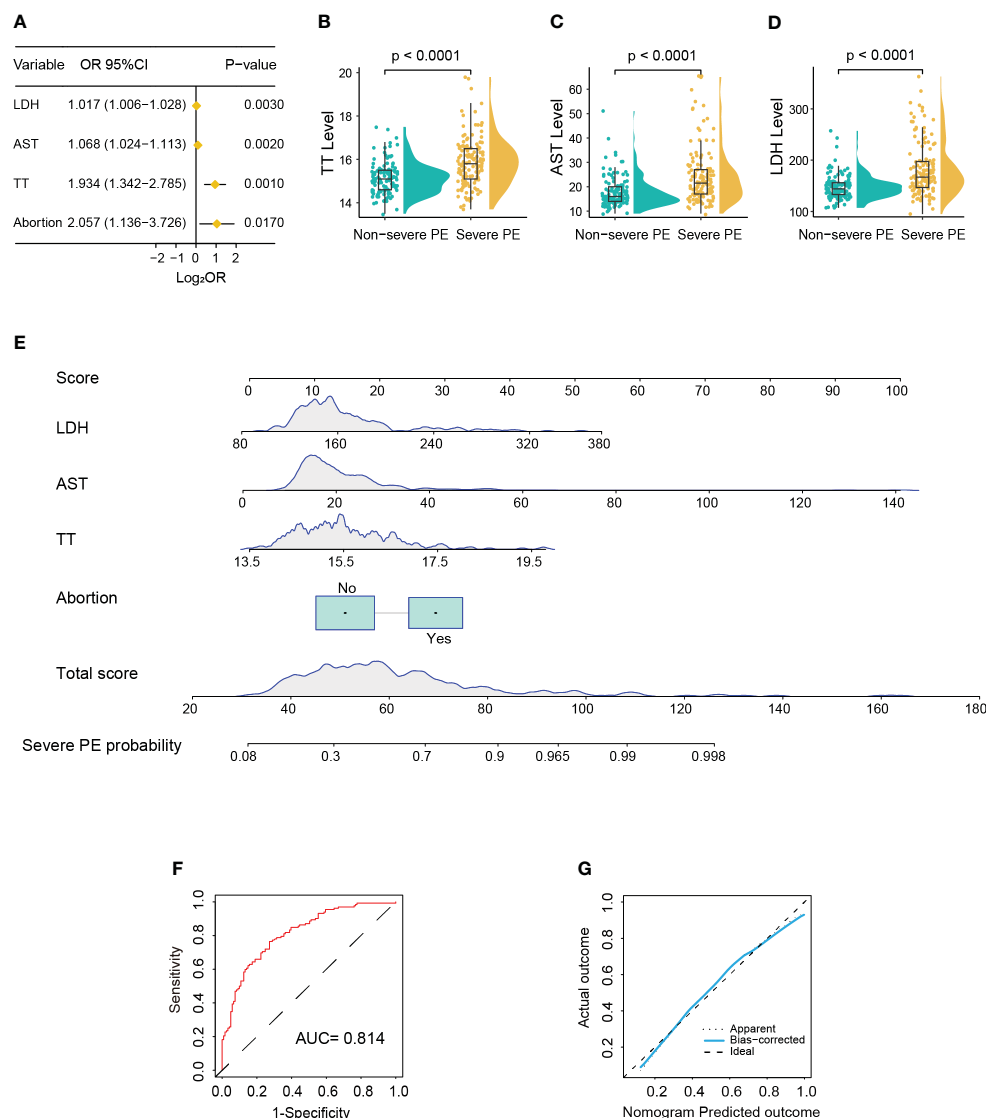 A
Variable OR 95%CI P−value
LDH 1.017 (1.006−1.028) 0.0030
AST 1.068 (1.024−1.113) 0.0020
TT 1.934 (1.342−2.785) 0.0010
Abortion 2.057 (1.136−3.726) 0.0170
−2 −1 0 1 2
Log₂OR
B
p < 0.0001
TT Level
20
18
16
14
Non−severe PE Severe PE
C
p < 0.0001
AST Level
60
50
40
30
20
10
Non−severe PE Severe PE
D
p < 0.0001
LDH Level
300
200
100
Non−severe PE Severe PE
E
Score
0 10 20 30 40 50 60 70 80 90 100
LDH
80 160 240 320 380
AST
0 20 40 60 80 100 120 140
TT
13.5 15.5 17.5 19.5
Abortion
No
Yes
Total score
20 40 60 80 100 120 140 160 180
Severe PE probability
0.08 0.3 0.7 0.9 0.965 0.99 0.998
F
Sensitivity
1.0
0.8
0.6
0.4
0.2
0.0
AUC= 0.814
0.0 0.2 0.4 0.6 0.8 1.0
1-Specificity
G
Actual outcome
1.0
0.8
0.6
0.4
0.2
Apparent
Bias−corrected
Ideal
0.2 0.4 0.6 0.8 1.0
Nomogram Predicted outcome